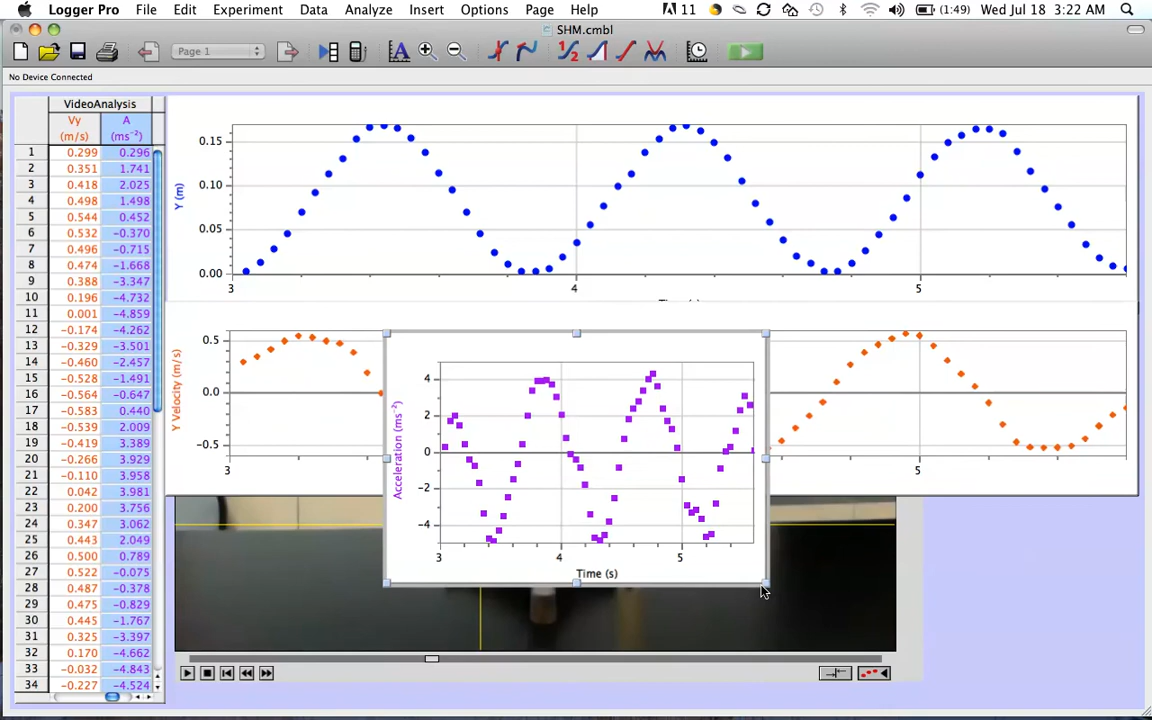 Logger Pro File Edit Experiment Data Analyze Insert Options Page Help 11 (1:49) Wed Jul 18 3:22 AM
SHM.cmbl
Page 1
No Device Connected
VideoAnalysis
Vy A
(m/s) (ms⁻²)
1 0.299 0.296
2 0.351 1.741
3 0.418 2.025
4 0.498 1.498
5 0.544 0.452
6 0.532 -0.370
7 0.496 -0.715
8 0.474 -1.668
9 0.388 -3.347
10 0.196 -4.732
11 0.001 -4.859
12 -0.174 -4.262
13 -0.329 -3.501
14 -0.460 -2.457
15 -0.528 -1.491
16 -0.564 -0.647
17 -0.583 0.440
18 -0.539 2.009
19 -0.419 3.389
20 -0.266 3.929
21 -0.110 3.958
22 0.042 3.981
23 0.200 3.756
24 0.347 3.062
25 0.443 2.049
26 0.500 0.789
27 0.522 -0.075
28 0.487 -0.378
29 0.475 -0.829
30 0.445 -1.767
31 0.325 -3.397
32 0.170 -4.662
33 -0.032 -4.843
34 -0.227 -4.524
Y (m)
0.15
0.10
0.05
0.00
3 4 5
Y Velocity (m/s)
0.5
0.0
-0.5
3 5
Acceleration (ms⁻²)
4
2
0
-2
-4
3 4 5
Time (s)